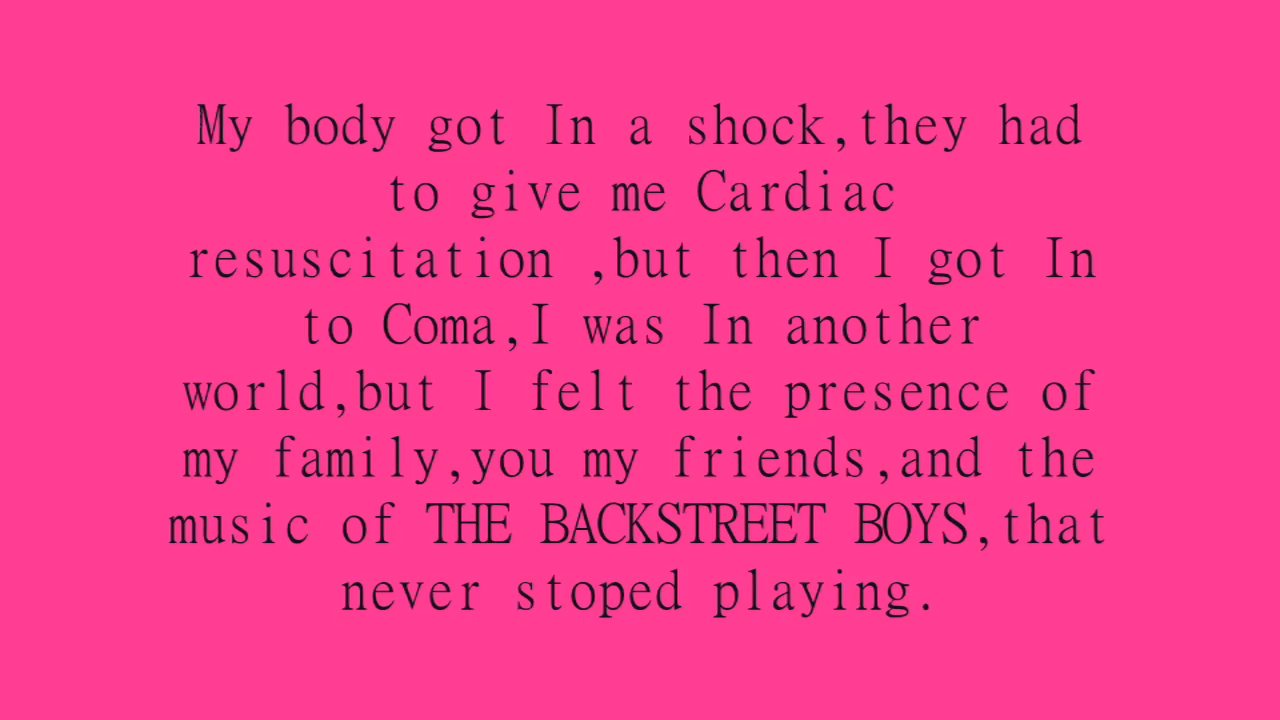 My body got In a shock,they had
to give me Cardiac
resuscitation ,but then I got In
to Coma,I was In another
world,but I felt the presence of
my family,you my friends,and the
music of THE BACKSTREET BOYS,that
never stoped playing.